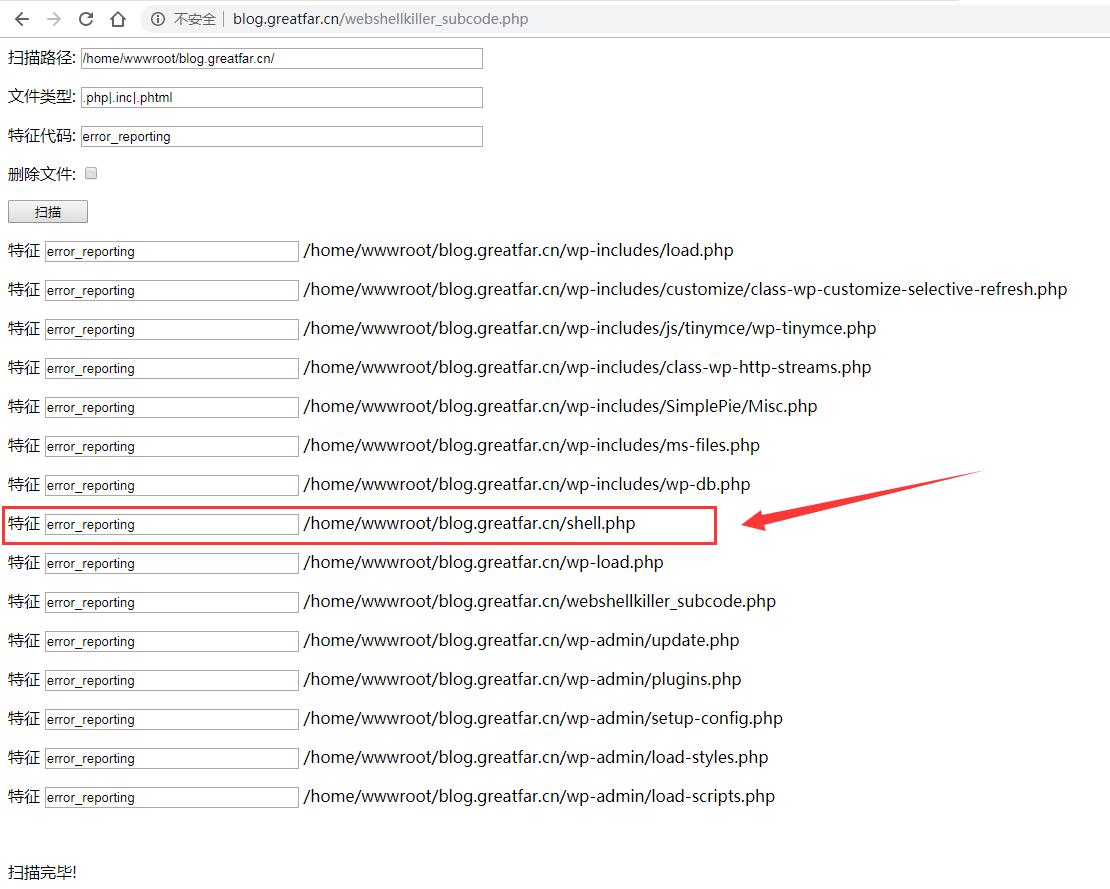 不安全 blog.greatfar.cn/webshellkiller_subcode.php
扫描路径: /home/wwwroot/blog.greatfar.cn/
文件类型: .php|.inc|.phtml
特征代码: error_reporting
删除文件:
扫描
特征 error_reporting /home/wwwroot/blog.greatfar.cn/wp-includes/load.php
特征 error_reporting /home/wwwroot/blog.greatfar.cn/wp-includes/customize/class-wp-customize-selective-refresh.php
特征 error_reporting /home/wwwroot/blog.greatfar.cn/wp-includes/js/tinymce/wp-tinymce.php
特征 error_reporting /home/wwwroot/blog.greatfar.cn/wp-includes/class-wp-http-streams.php
特征 error_reporting /home/wwwroot/blog.greatfar.cn/wp-includes/SimplePie/Misc.php
特征 error_reporting /home/wwwroot/blog.greatfar.cn/wp-includes/ms-files.php
特征 error_reporting /home/wwwroot/blog.greatfar.cn/wp-includes/wp-db.php
特征 error_reporting /home/wwwroot/blog.greatfar.cn/shell.php
特征 error_reporting /home/wwwroot/blog.greatfar.cn/wp-load.php
特征 error_reporting /home/wwwroot/blog.greatfar.cn/webshellkiller_subcode.php
特征 error_reporting /home/wwwroot/blog.greatfar.cn/wp-admin/update.php
特征 error_reporting /home/wwwroot/blog.greatfar.cn/wp-admin/plugins.php
特征 error_reporting /home/wwwroot/blog.greatfar.cn/wp-admin/setup-config.php
特征 error_reporting /home/wwwroot/blog.greatfar.cn/wp-admin/load-styles.php
特征 error_reporting /home/wwwroot/blog.greatfar.cn/wp-admin/load-scripts.php
扫描完毕!